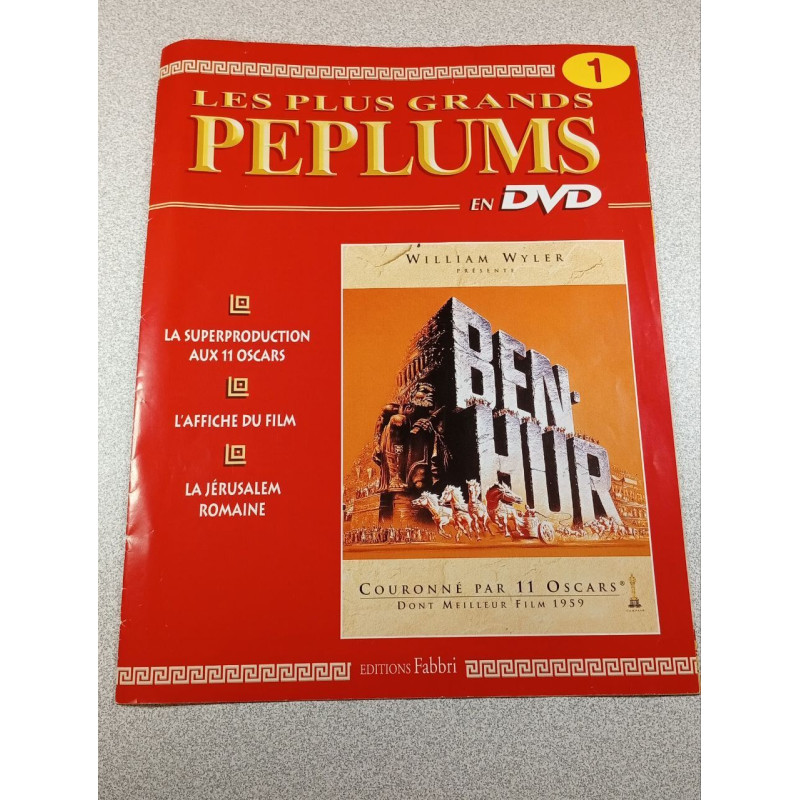 1
LES PLUS GRANDS
PEPLUMS
EN DVD
LA SUPERPRODUCTION
AUX 11 OSCARS
L'AFFICHE DU FILM
LA JÉRUSALEM
ROMAINE
WILLIAM WYLER
PRÉSENTE
BEN-
HUR
COURONNÉ PAR 11 OSCARS®
DONT MEILLEUR FILM 1959
EDITIONS Fabbri